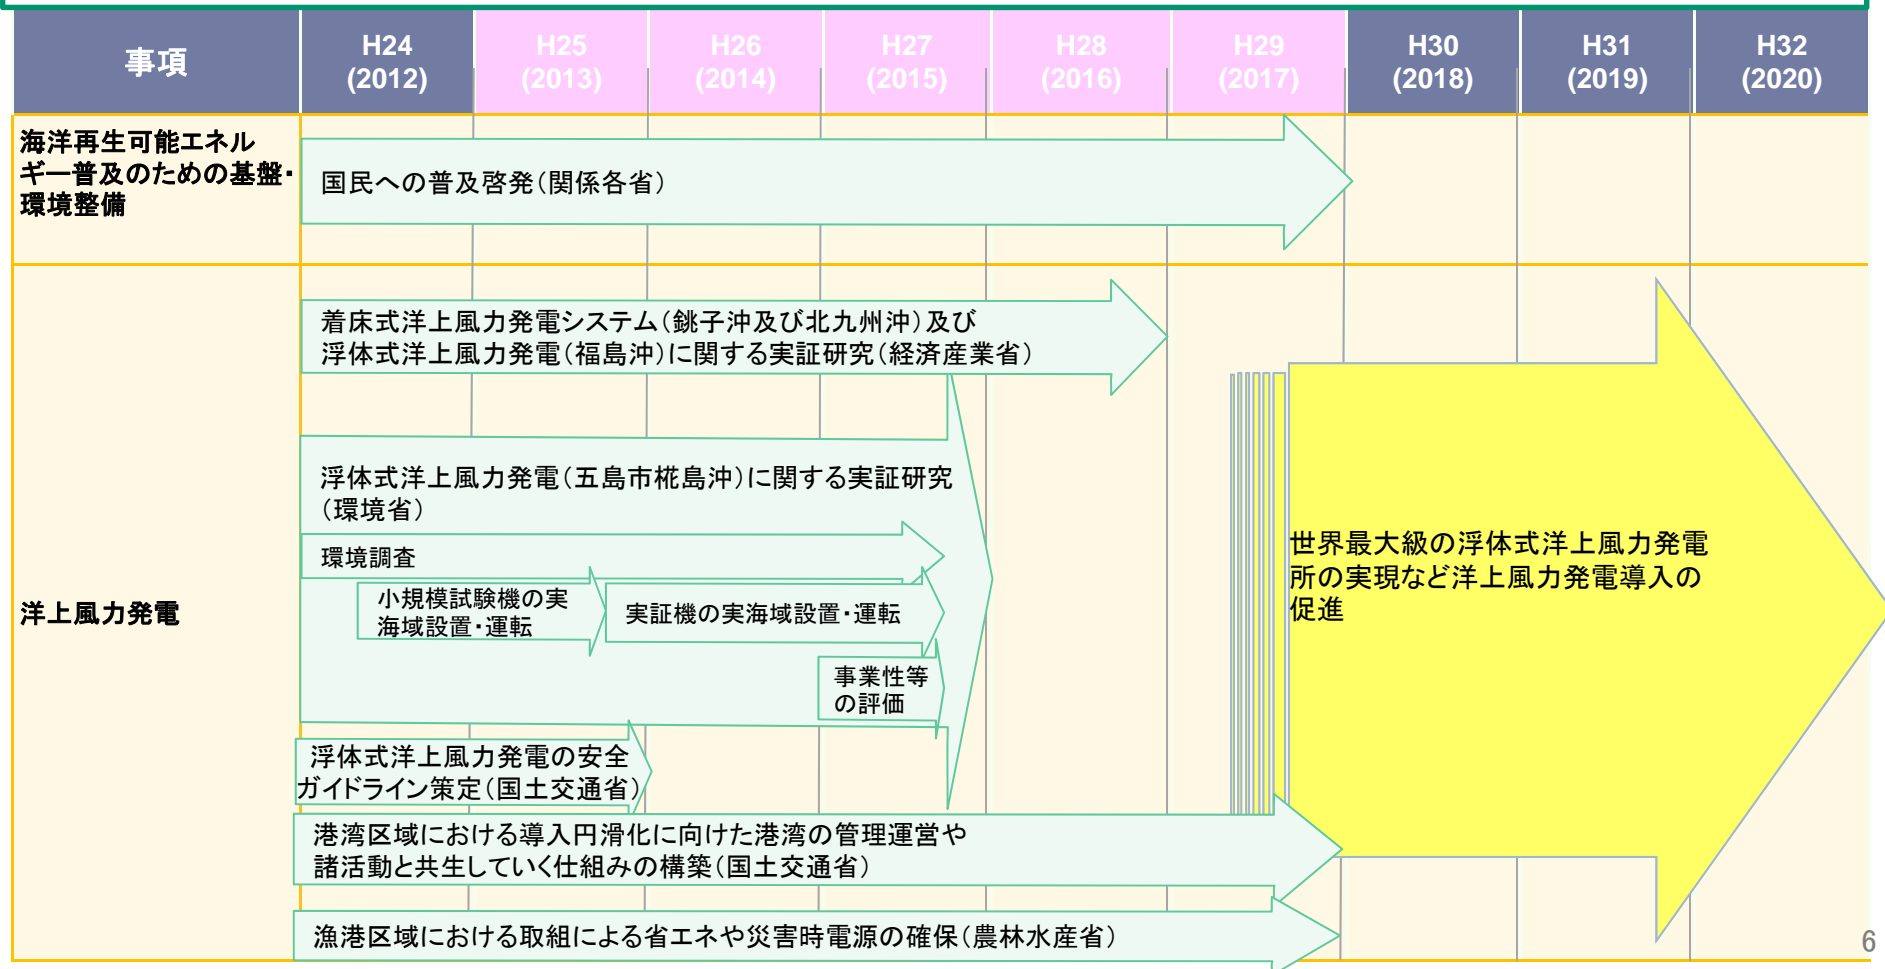 事項
H24
(2012)
H25
(2013)
H26
(2014)
H27
(2015)
H28
(2016)
H29
(2017)
H30
(2018)
H31
(2019)
H32
(2020)
海洋再生可能エネル
ギー普及のための基盤・
環境整備
国民への普及啓発（関係各省）
洋上風力発電
着床式洋上風力発電システム（銚子沖及び北九州沖）及び
浮体式洋上風力発電（福島沖）に関する実証研究（経済産業省）
浮体式洋上風力発電（五島市椛島沖）に関する実証研究
（環境省）
環境調査
小規模試験機の実
海域設置・運転
実証機の実海域設置・運転
事業性等
の評価
浮体式洋上風力発電の安全
ガイドライン策定（国土交通省）
港湾区域における導入円滑化に向けた港湾の管理運営や
諸活動と共生していく仕組みの構築（国土交通省）
漁港区域における取組による省エネや災害時電源の確保（農林水産省）
世界最大級の浮体式洋上風力発電
所の実現など洋上風力発電導入の
促進
6